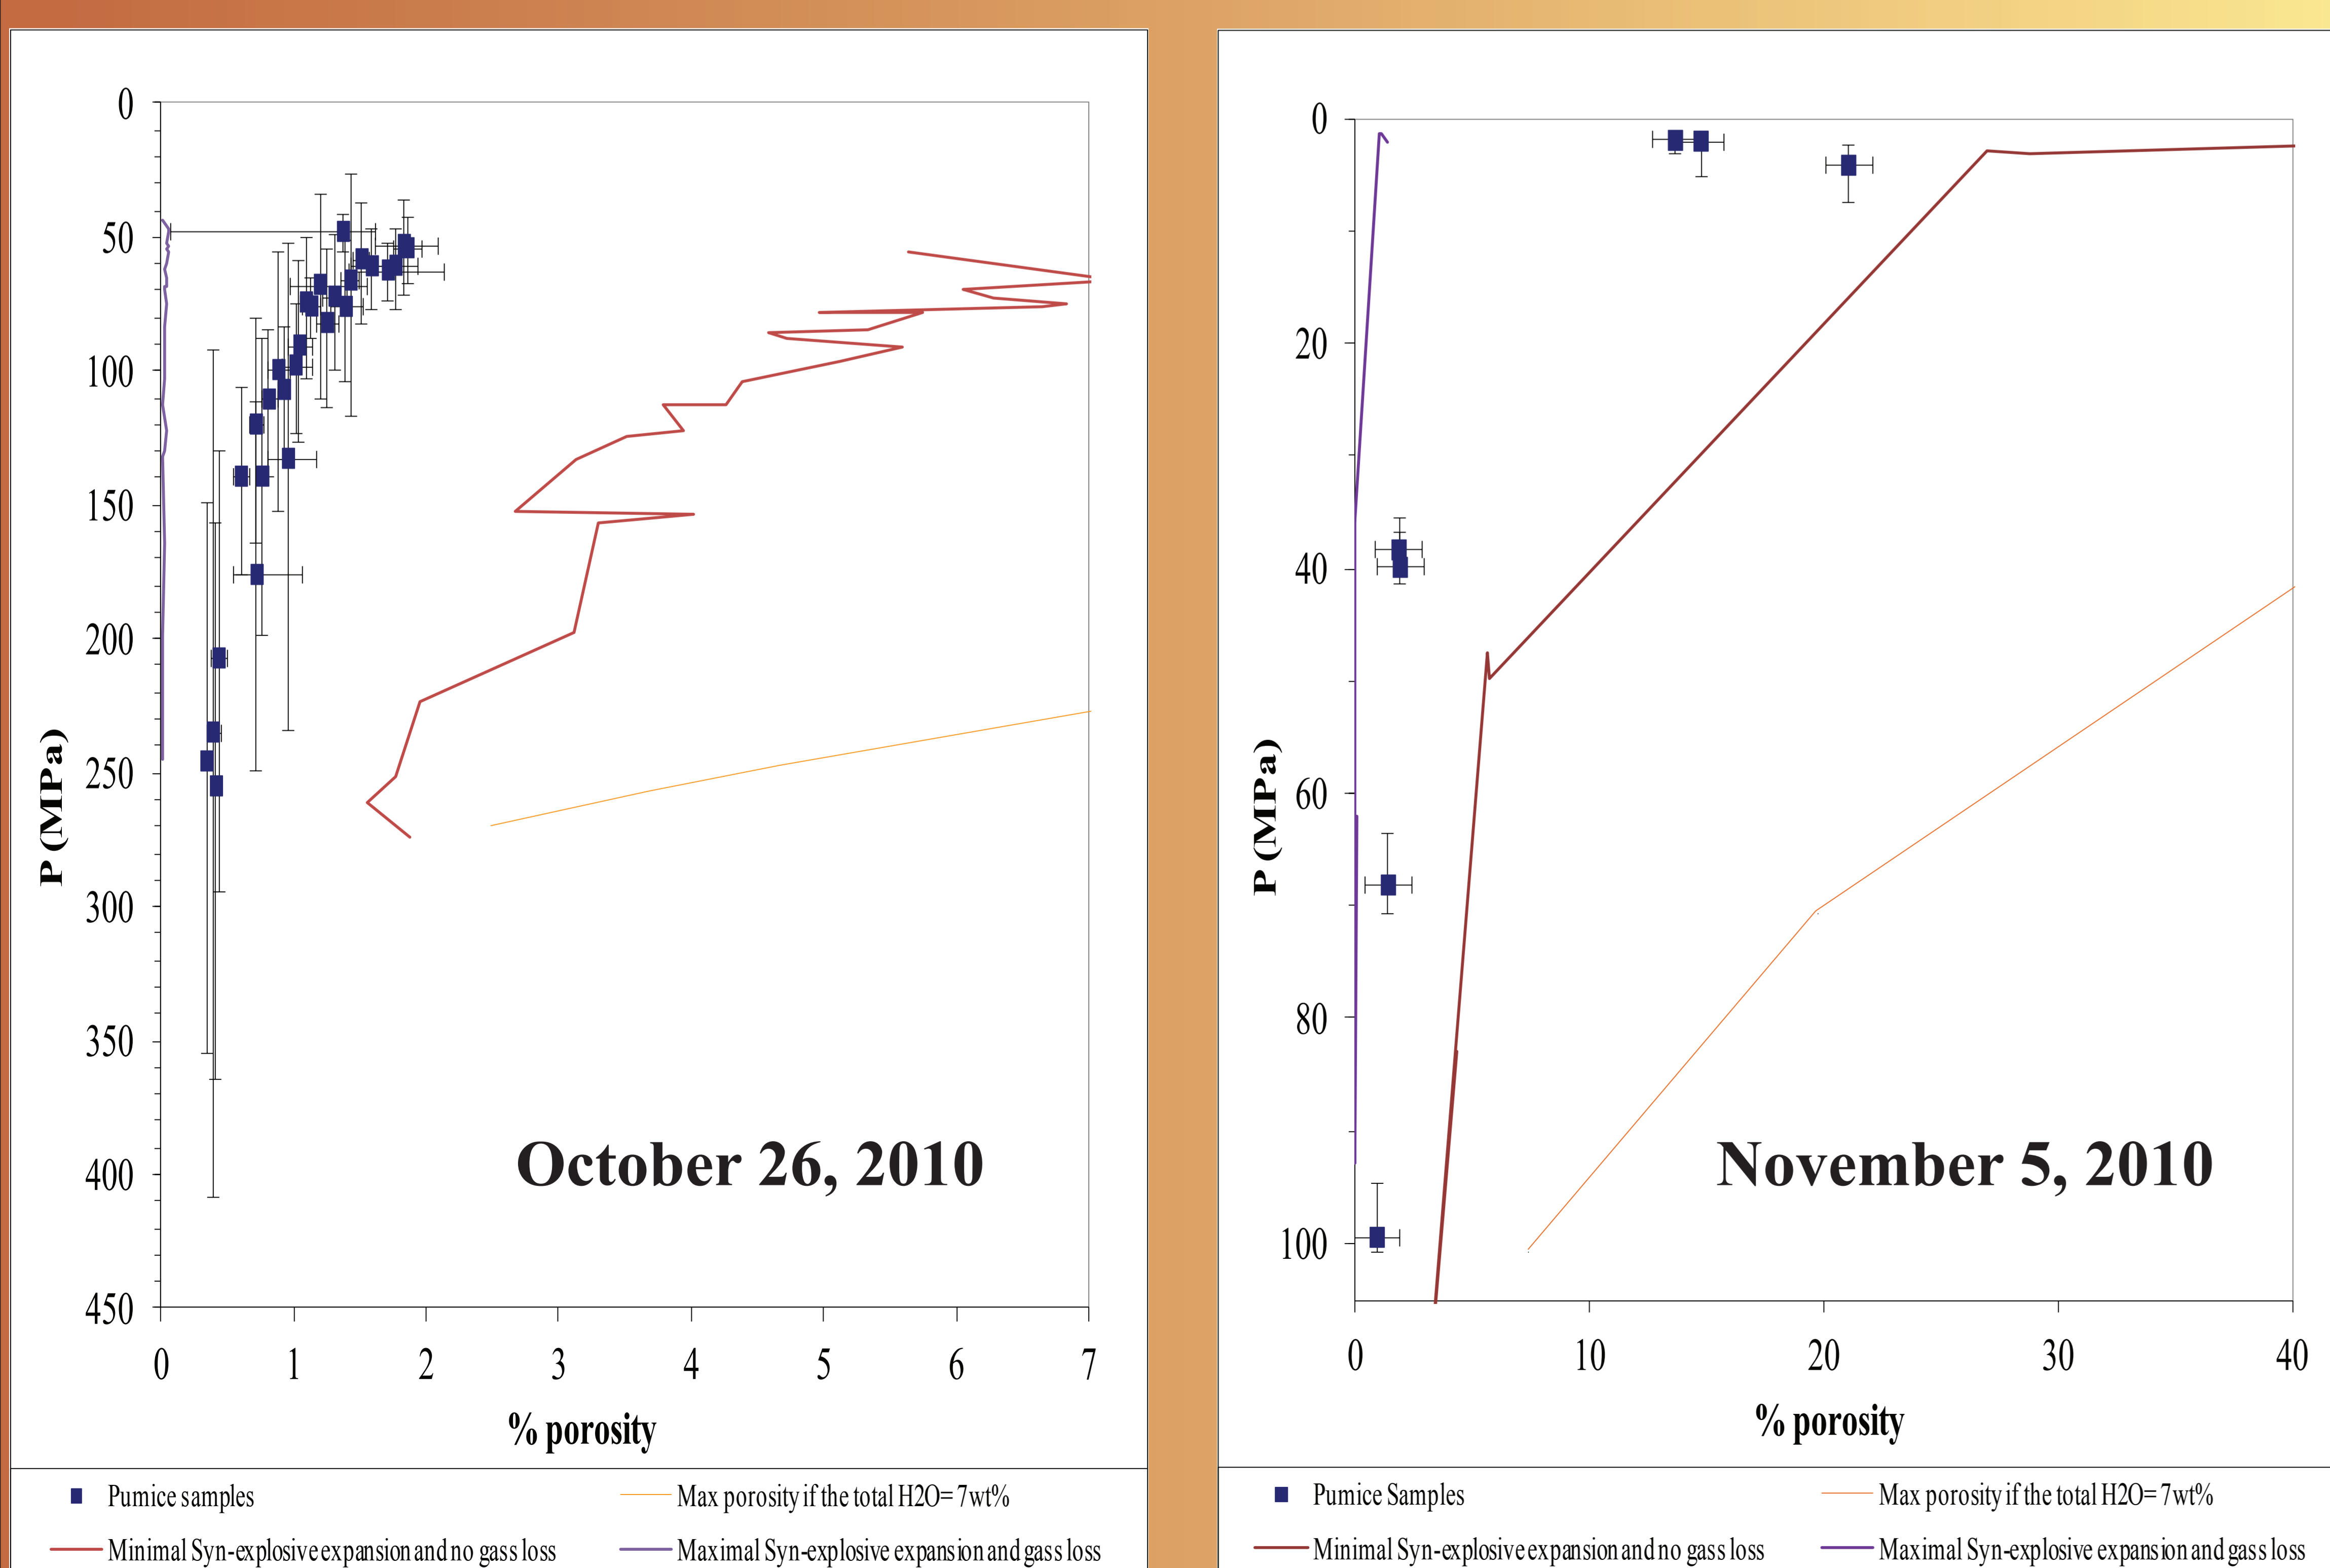 0
50
100
150
200
250
300
350
400
450
P (MPa)
October 26, 2010
0 1 2 3 4 5 6 7
% porosity
Pumice samples
Max porosity if the total H2O= 7wt%
Minimal Syn-explosive expansion and no gass loss
Maximal Syn-explosive expansion and gass loss
0
20
40
60
80
100
P (MPa)
November 5, 2010
0 10 20 30 40
% porosity
Pumice Samples
Max porosity if the total H2O= 7wt%
Minimal Syn-explosive expansion and no gass loss
Maximal Syn-explosive expansion and gass loss